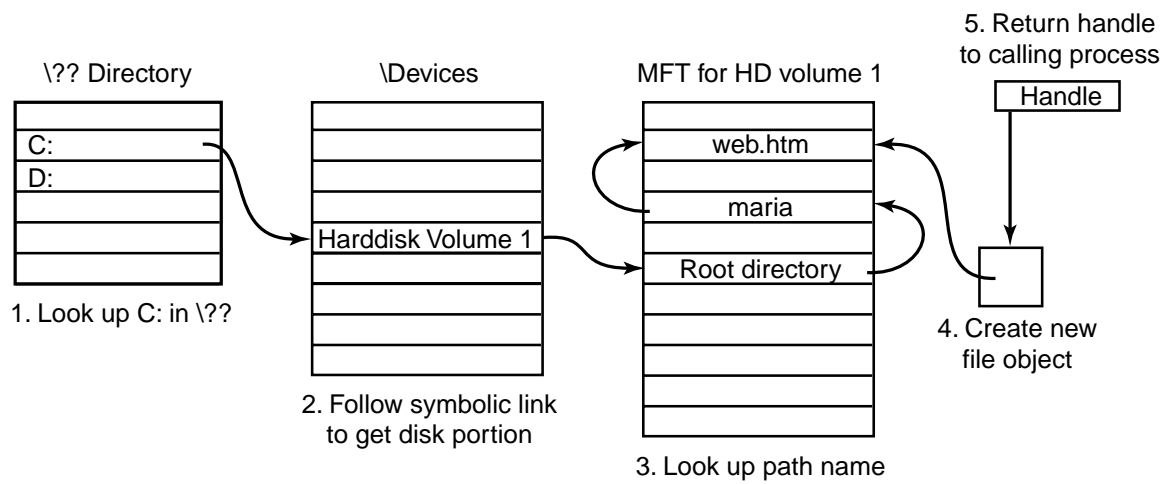 5. Return handle
to calling process
\?? Directory
\Devices
MFT for HD volume 1
Handle
C:
D:
Harddisk Volume 1
web.htm
maria
Root directory
1. Look up C: in \??
2. Follow symbolic link
to get disk portion
3. Look up path name
4. Create new
file object